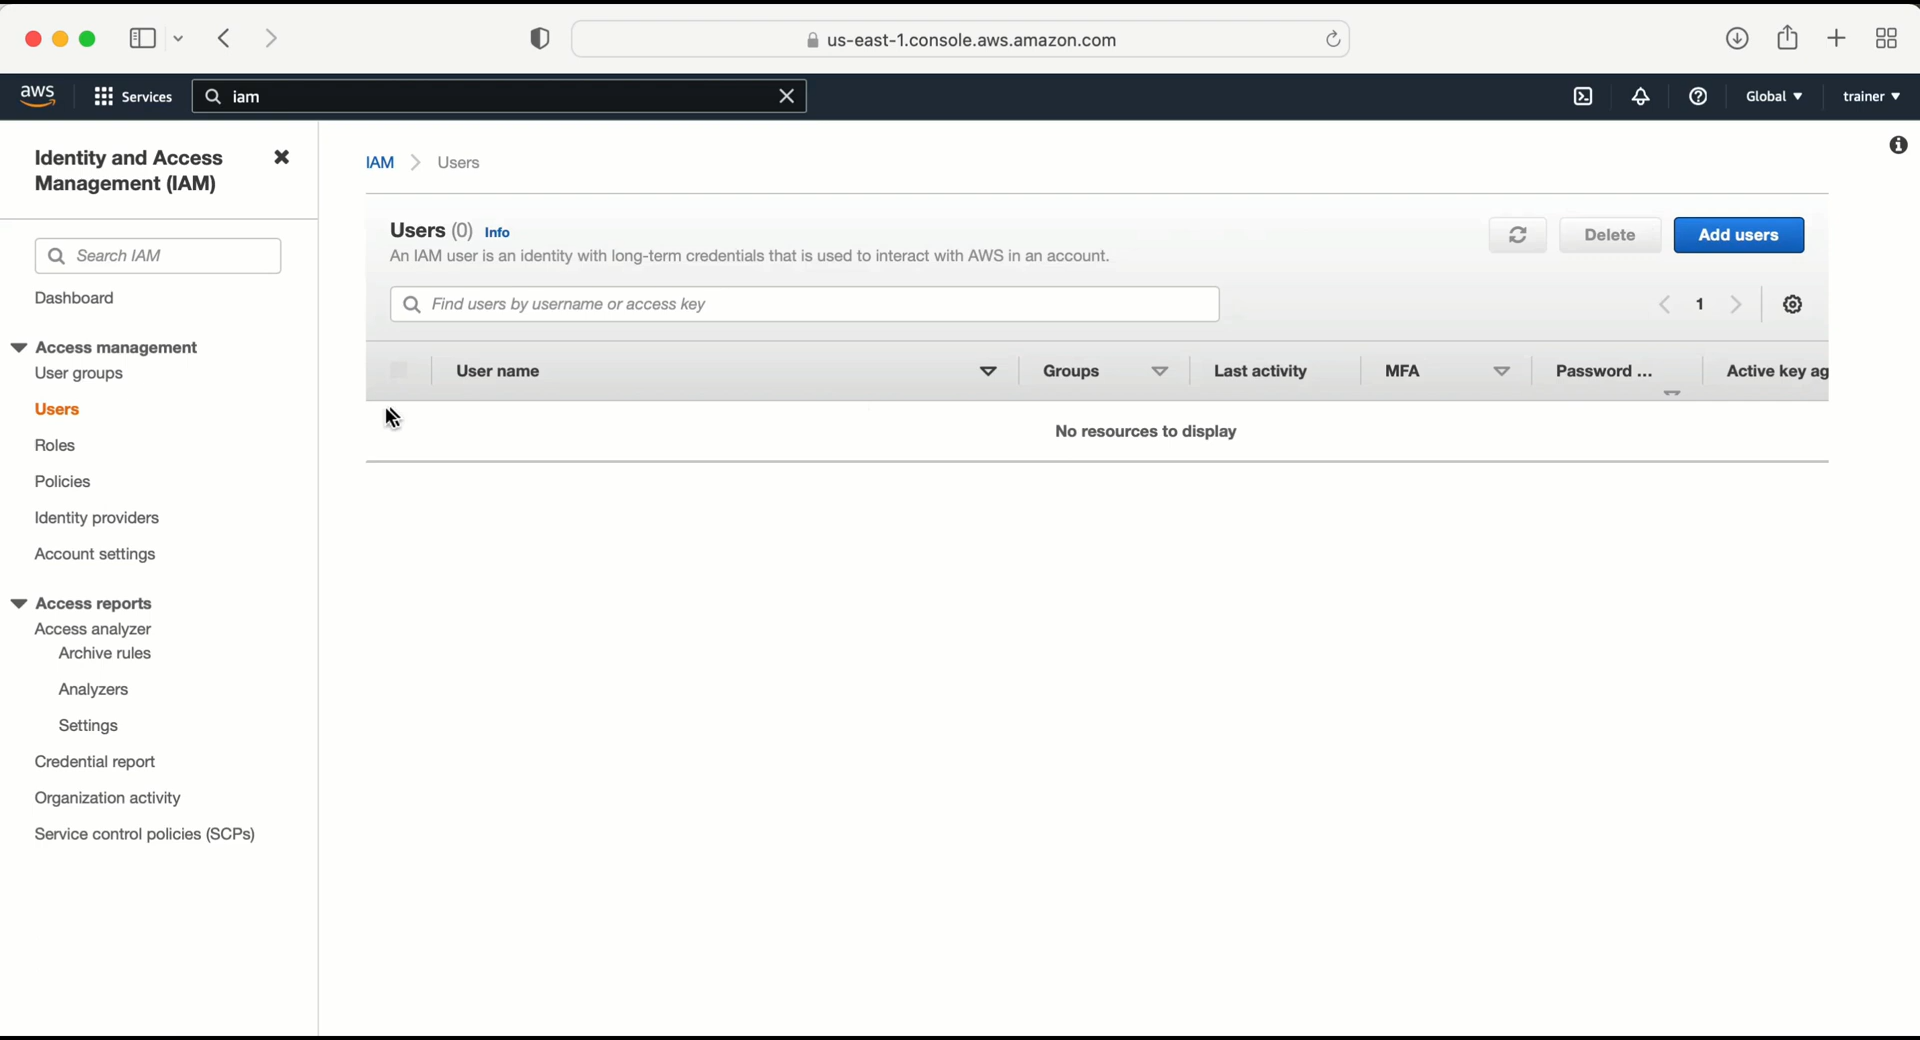 us-east-1.console.aws.amazon.com
aws
Services
iam
Global
trainer
Identity and Access
Management (IAM)
Search IAM
Dashboard
Access management
User groups
Users
Roles
Policies
Identity providers
Account settings
Access reports
Access analyzer
Archive rules
Analyzers
Settings
Credential report
Organization activity
Service control policies (SCPs)
IAM > Users
Users (0) Info
An IAM user is an identity with long-term credentials that is used to interact with AWS in an account.
Delete
Add users
Find users by username or access key
1
User name
Groups
Last activity
MFA
Password ...
Active key ag
No resources to display